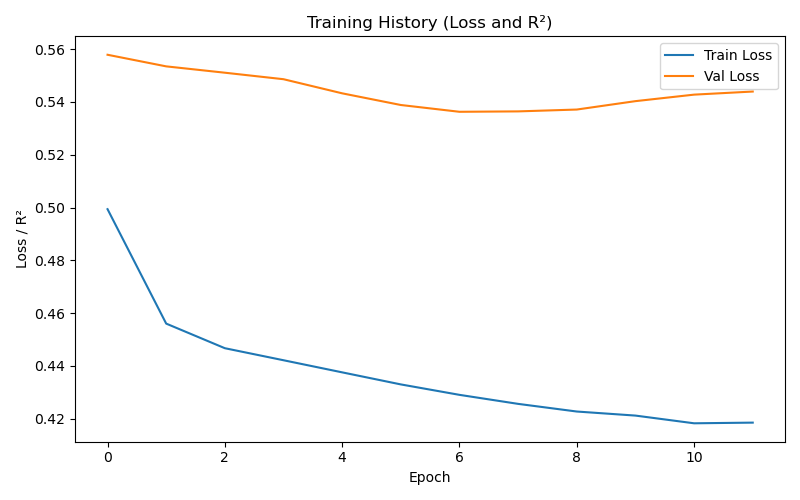 Training History (Loss and R²)
Train Loss
Val Loss
Loss / R²
0.56
0.54
0.52
0.50
0.48
0.46
0.44
0.42
0 2 4 6 8 10
Epoch